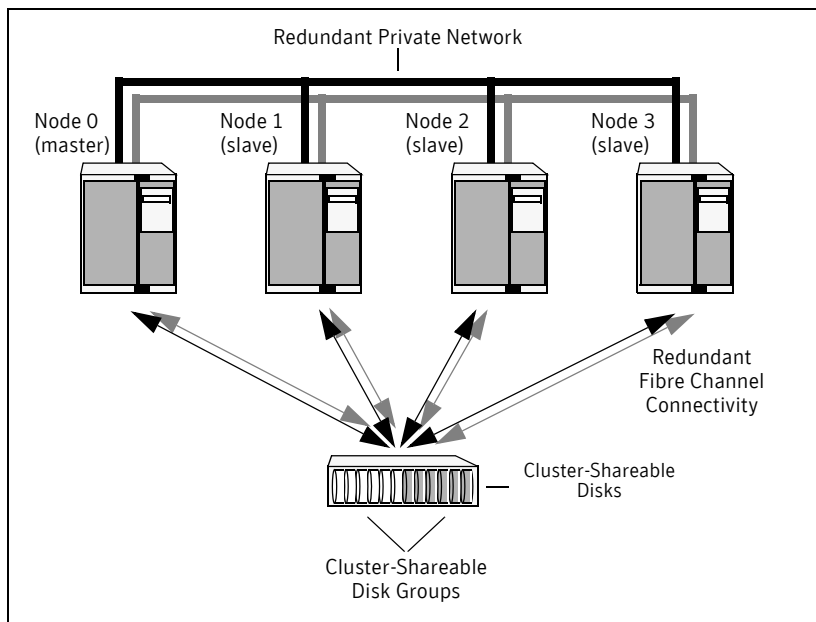 Redundant Private Network
Node 0
(master)
Node 1
(slave)
Node 2
(slave)
Node 3
(slave)
Redundant
Fibre Channel
Connectivity
Cluster-Shareable
Disks
Cluster-Shareable
Disk Groups